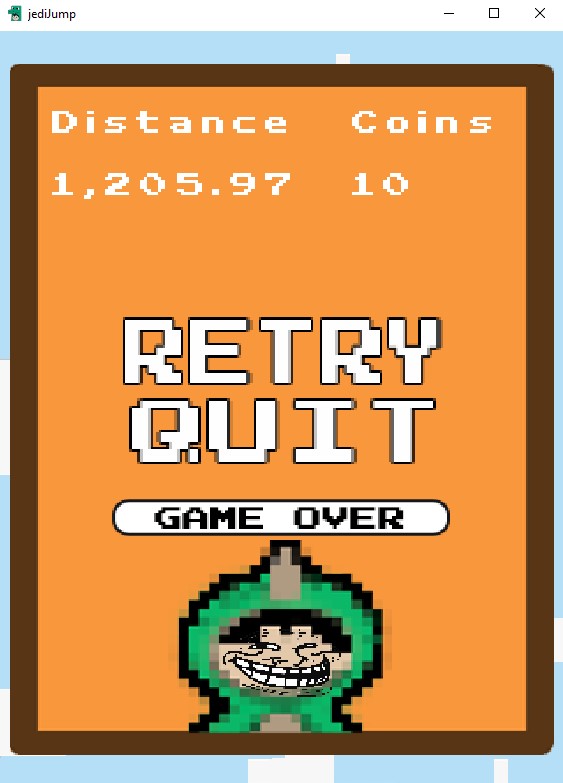 jediJump
Distance Coins
1,205.97 10
RETRY
QUIT
GAME OVER